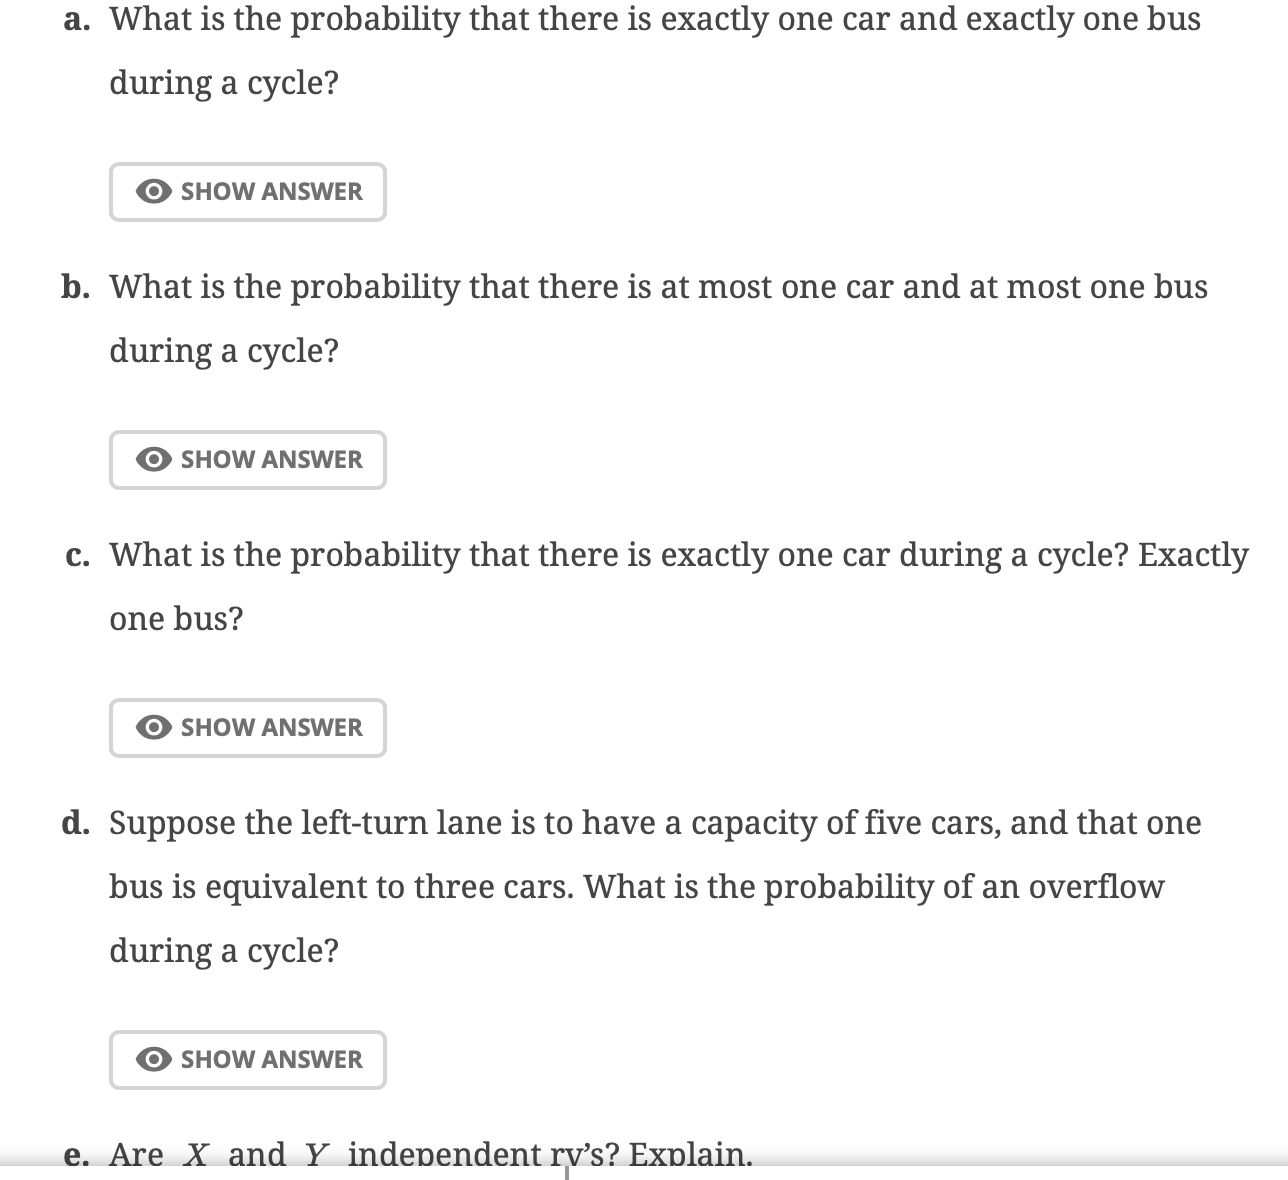 a. What is the probability that there is exactly one car and exactly one bus
during a cycle?
SHOW ANSWER
b. What is the probability that there is at most one car and at most one bus
during a cycle?
SHOW ANSWER
c. What is the probability that there is exactly one car during a cycle? Exactly
one bus?
SHOW ANSWER
d. Suppose the left-turn lane is to have a capacity of five cars, and that one
bus is equivalent to three cars. What is the probability of an overflow
during a cycle?
SHOW ANSWER
e. Are X and Y independent rv’s? Explain.